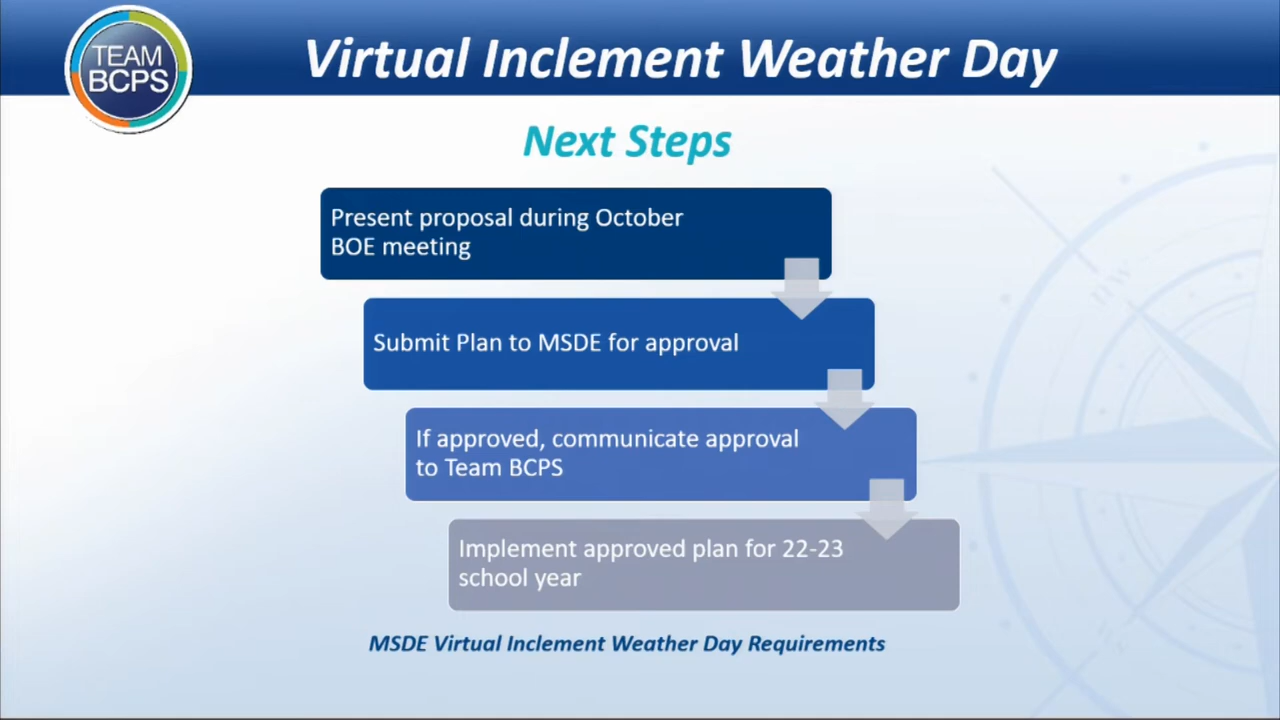 TEAM
BCPS
Virtual Inclement Weather Day
Next Steps
Present proposal during October
BOE meeting
Submit Plan to MSDE for approval
If approved, communicate approval
to Team BCPS
Implement approved plan for 22-23
school year
MSDE Virtual Inclement Weather Day Requirements